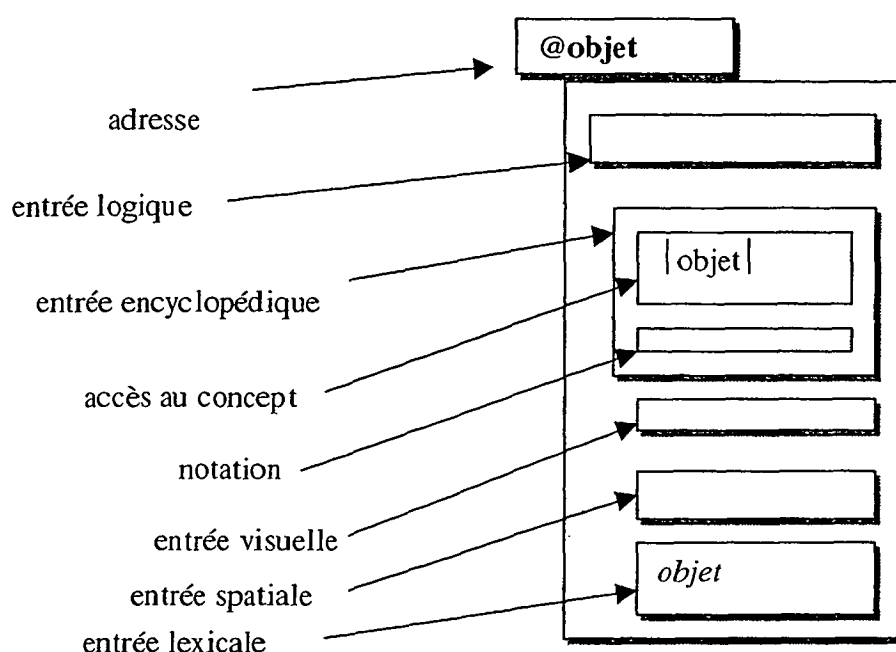 @objet
adresse
entrée logique
|objet|
entrée encyclopédique
accès au concept
notation
entrée visuelle
objet
entrée spatiale
entrée lexicale